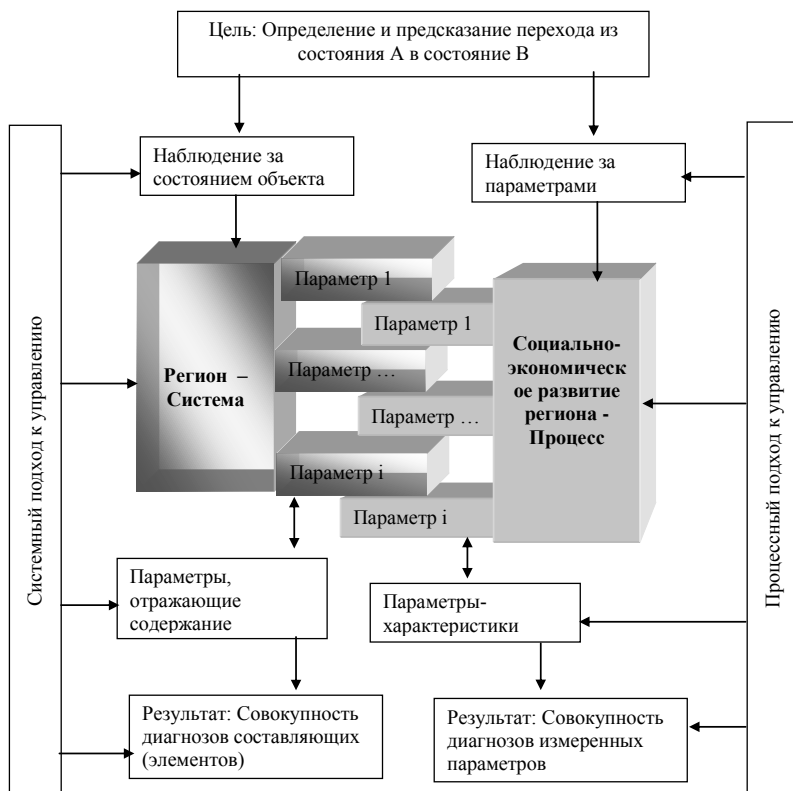 Цель: Определение и предсказание перехода из
состояния А в состояние В
Системный подход к управлению
Процессный подход к управлению
Наблюдение за
состоянием объекта
Наблюдение за
параметрами
Регион –
Система
Параметр 1
Параметр 1
Параметр …
Параметр …
Параметр i
Параметр i
Социально-
экономическ
ое развитие
региона -
Процесс
Параметры,
отражающие
содержание
Параметры-
характеристики
Результат: Совокупность
диагнозов составляющих
(элементов)
Результат: Совокупность
диагнозов измеренных
параметров